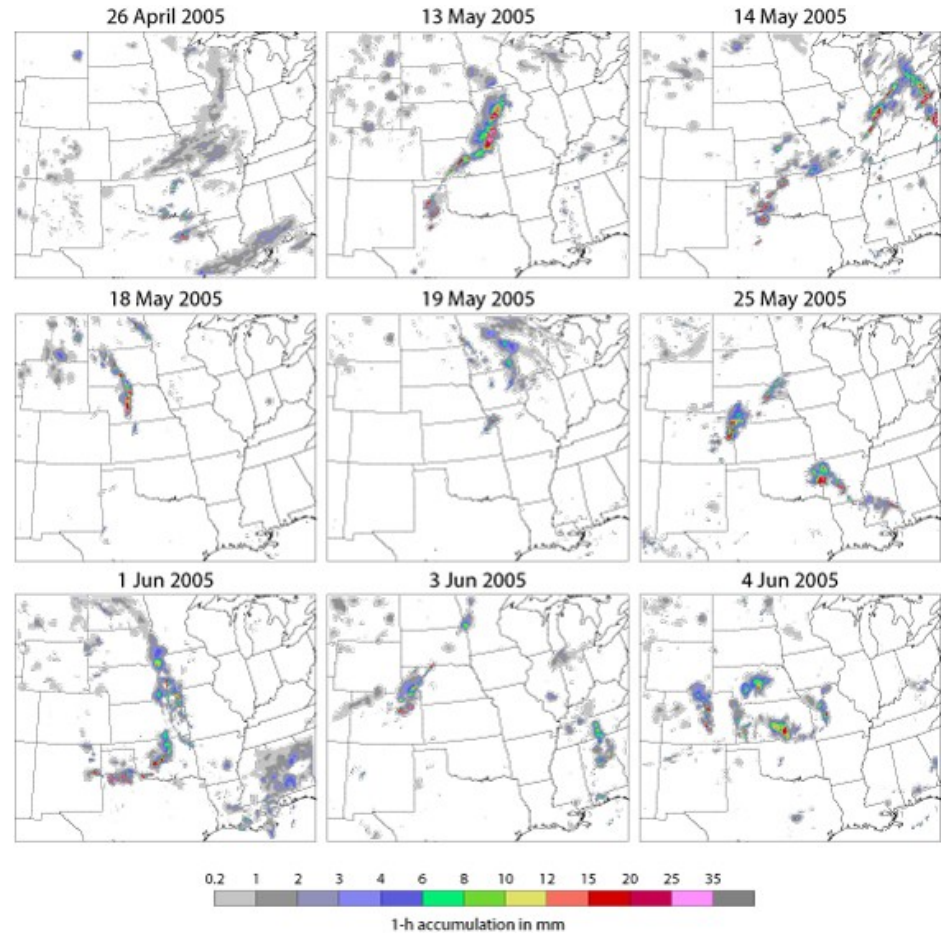 26 April 2005
13 May 2005
14 May 2005
18 May 2005
19 May 2005
25 May 2005
1 Jun 2005
3 Jun 2005
4 Jun 2005
0.2 1 2 3 4 6 8 10 12 15 20 25 35
1-h accumulation in mm